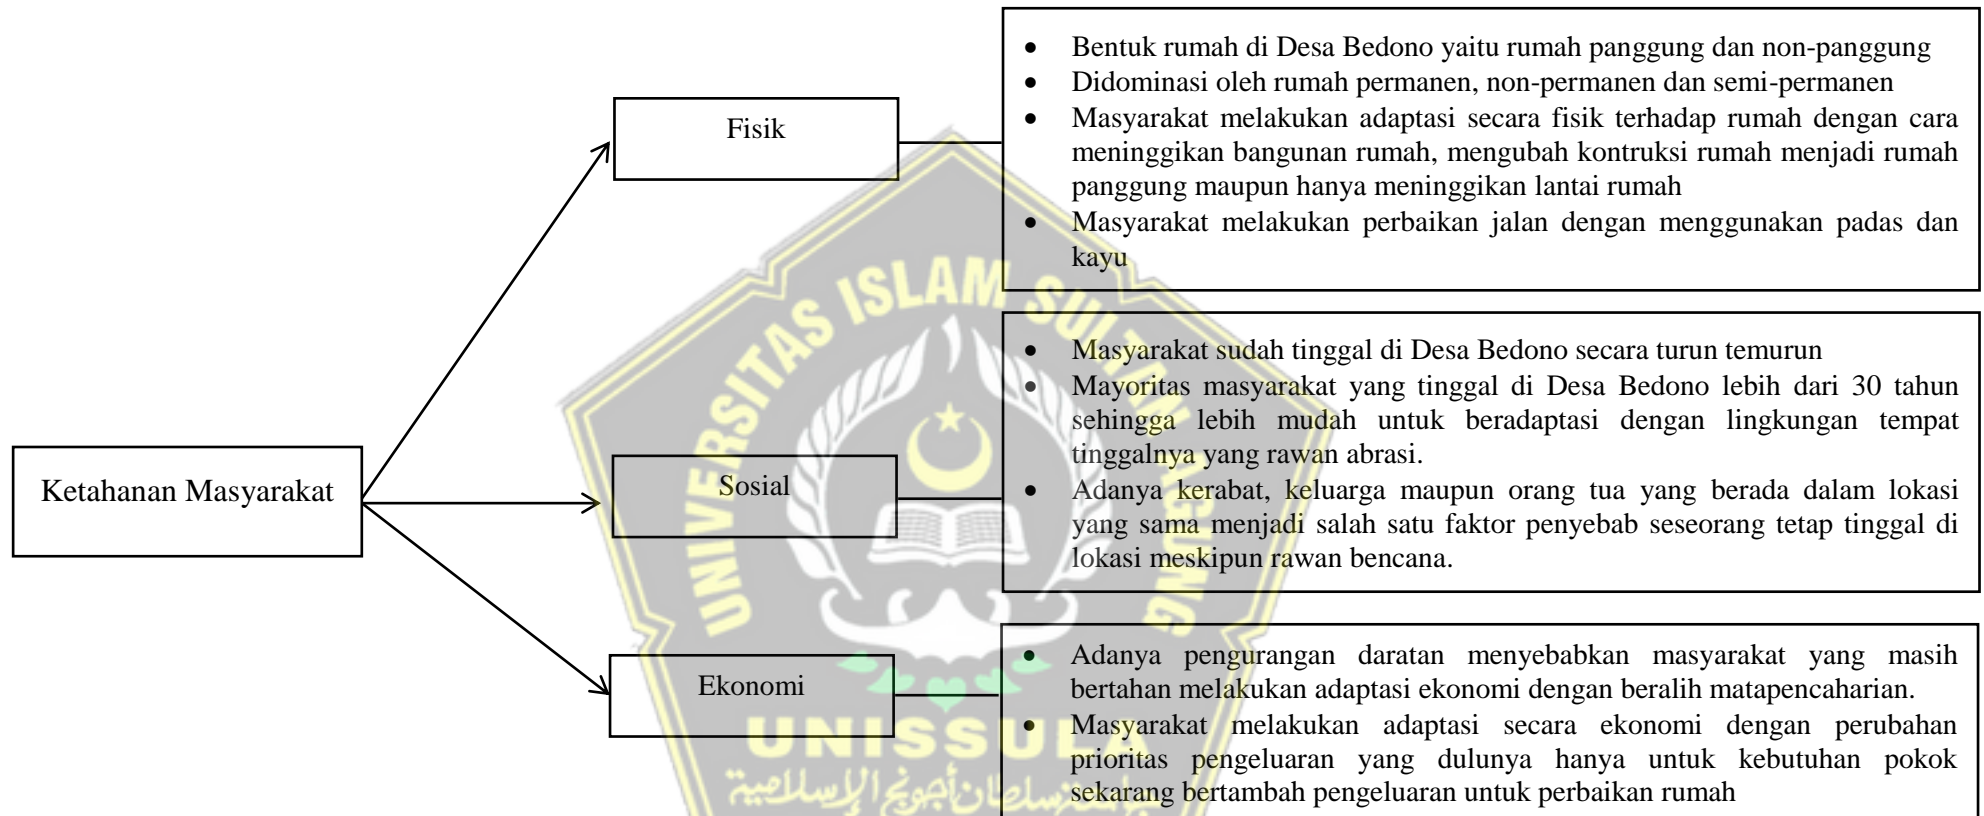 Ketahanan Masyarakat
Fisik
• Bentuk rumah di Desa Bedono yaitu rumah panggung dan non-panggung
• Didominasi oleh rumah permanen, non-permanen dan semi-permanen
• Masyarakat melakukan adaptasi secara fisik terhadap rumah dengan cara
meninggikan bangunan rumah, mengubah kontruksi rumah menjadi rumah
panggung maupun hanya meninggikan lantai rumah
• Masyarakat melakukan perbaikan jalan dengan menggunakan padas dan
kayu
Sosial
• Masyarakat sudah tinggal di Desa Bedono secara turun temurun
• Mayoritas masyarakat yang tinggal di Desa Bedono lebih dari 30 tahun
sehingga lebih mudah untuk beradaptasi dengan lingkungan tempat
tinggalnya yang rawan abrasi.
• Adanya kerabat, keluarga maupun orang tua yang berada dalam lokasi
yang sama menjadi salah satu faktor penyebab seseorang tetap tinggal di
lokasi meskipun rawan bencana.
Ekonomi
• Adanya pengurangan daratan menyebabkan masyarakat yang masih
bertahan melakukan adaptasi ekonomi dengan beralih matapencaharian.
• Masyarakat melakukan adaptasi secara ekonomi dengan perubahan
prioritas pengeluaran yang dulunya hanya untuk kebutuhan pokok
sekarang bertambah pengeluaran untuk perbaikan rumah
UNIVERSITAS ISLAM SULTAN AGUNG
UNISSULA
جامعة سلطان أجونج الإسلامية